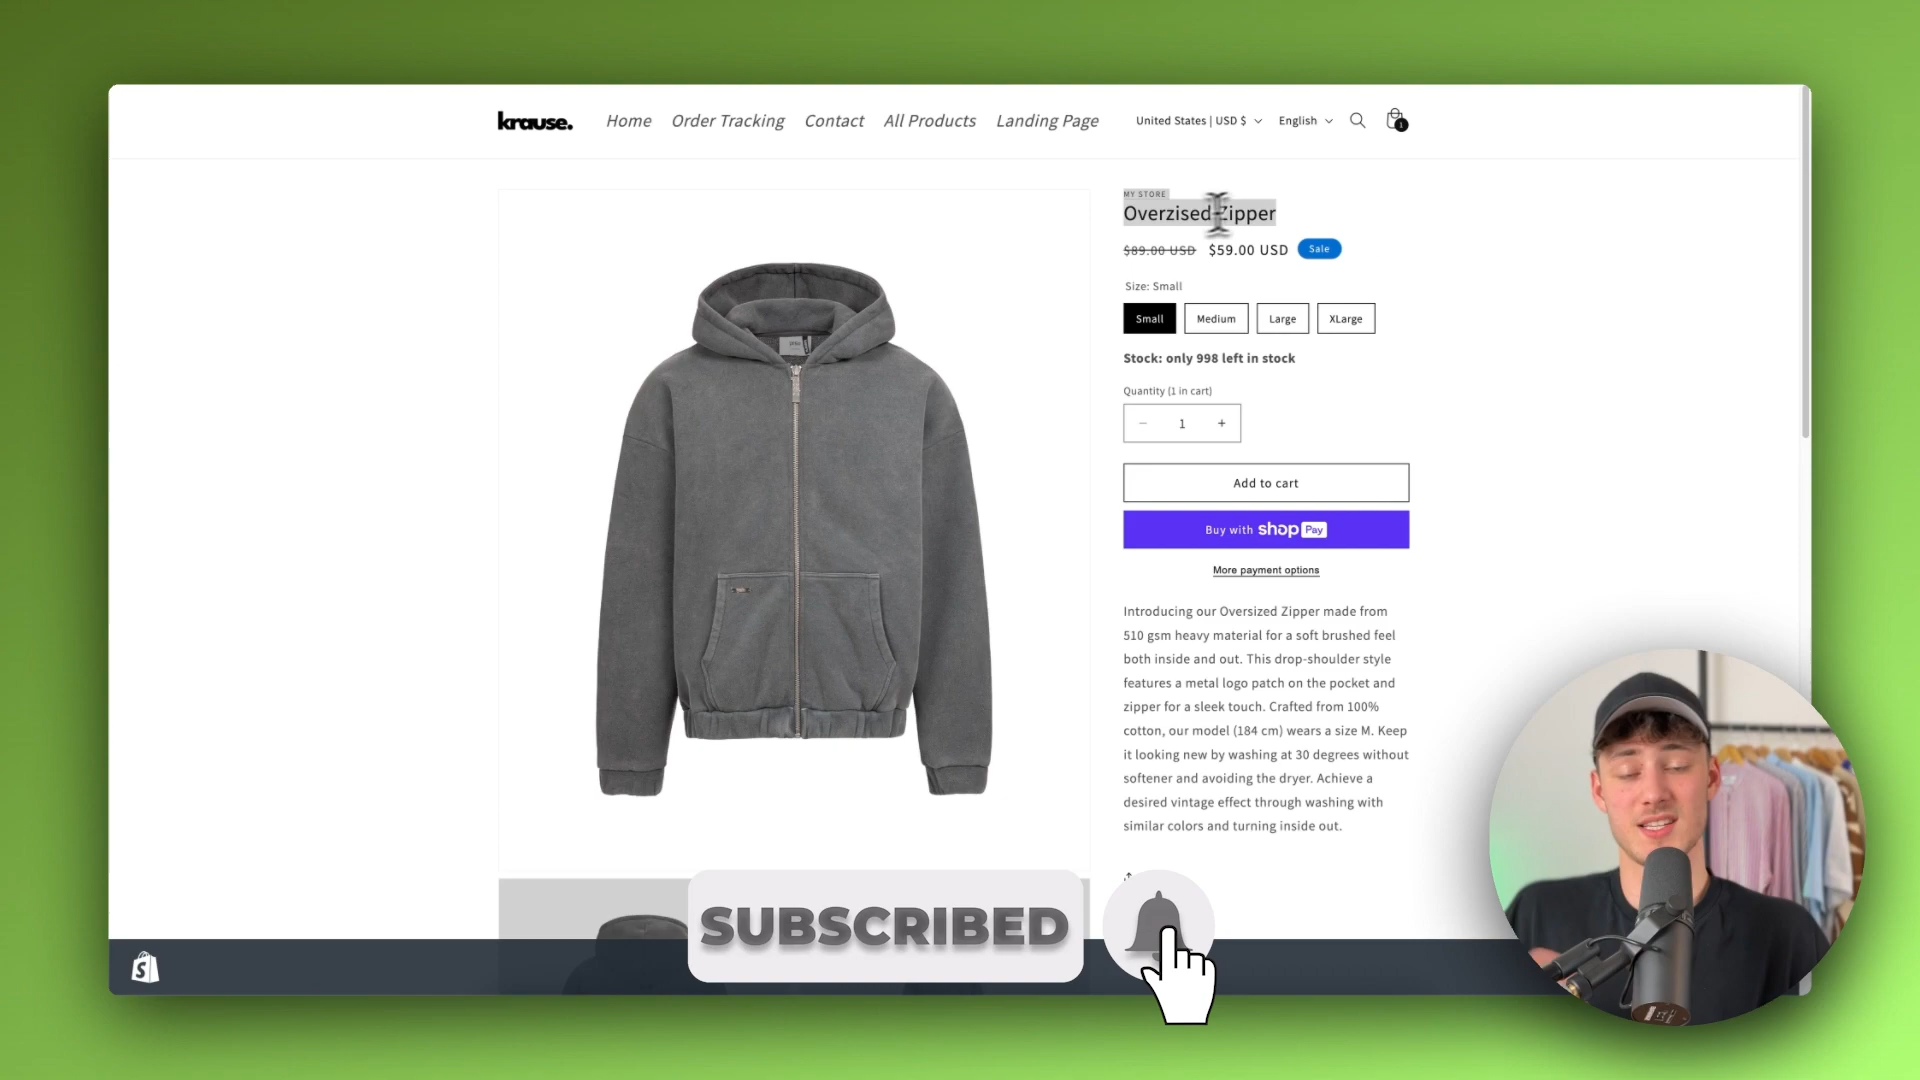 krause.
Home
Order Tracking
Contact
All Products
Landing Page
United States | USD $
English
1
MY STORE
Overzised Zipper
$89.00 USD
$59.00 USD
Sale
Size: Small
Small
Medium
Large
XLarge
Stock: only 998 left in stock
Quantity (1 in cart)
− 1 +
Add to cart
Buy with shop Pay
More payment options
Introducing our Oversized Zipper made from
510 gsm heavy material for a soft brushed feel
both inside and out. This drop-shoulder style
features a metal logo patch on the pocket and
zipper for a sleek touch. Crafted from 100%
cotton, our model (184 cm) wears a size M. Keep
it looking new by washing at 30 degrees without
softener and avoiding the dryer. Achieve a
desired vintage effect through washing with
similar colors and turning inside out.
SUBSCRIBED